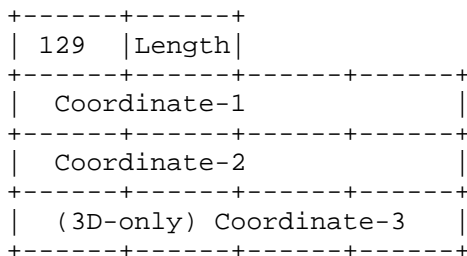 +------+------+
| 129 |Length|
+------+------+------+------+
| Coordinate-1 |
+------+------+------+------+
| Coordinate-2 |
+------+------+------+------+
| (3D-only) Coordinate-3 |
+------+------+------+------+